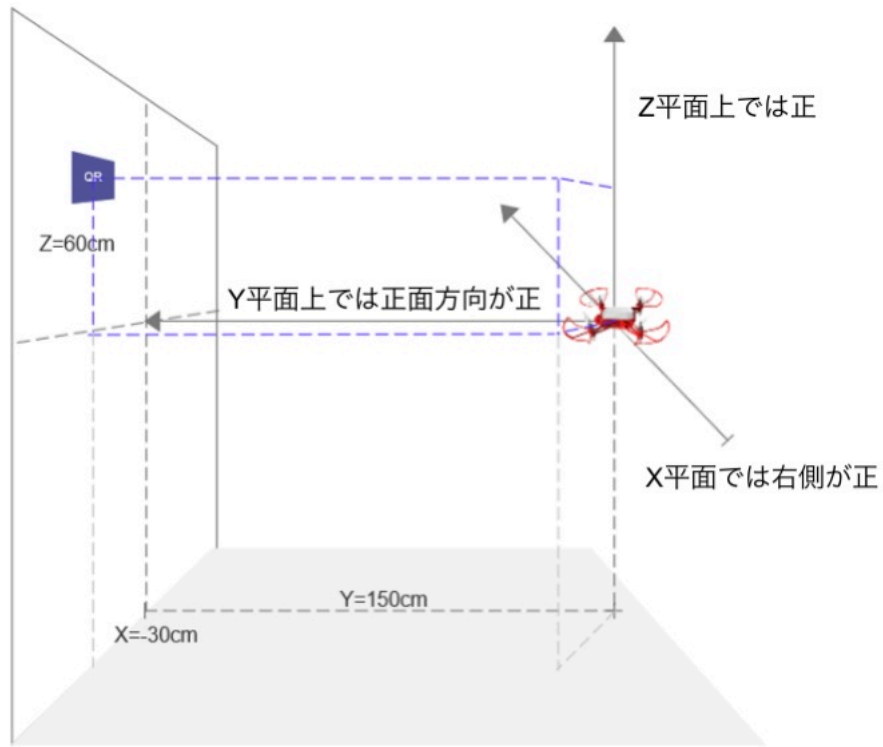 Z平面上では正
QR
Z=60cm
Y平面上では正面方向が正
X平面では右側が正
Y=150cm
X=-30cm